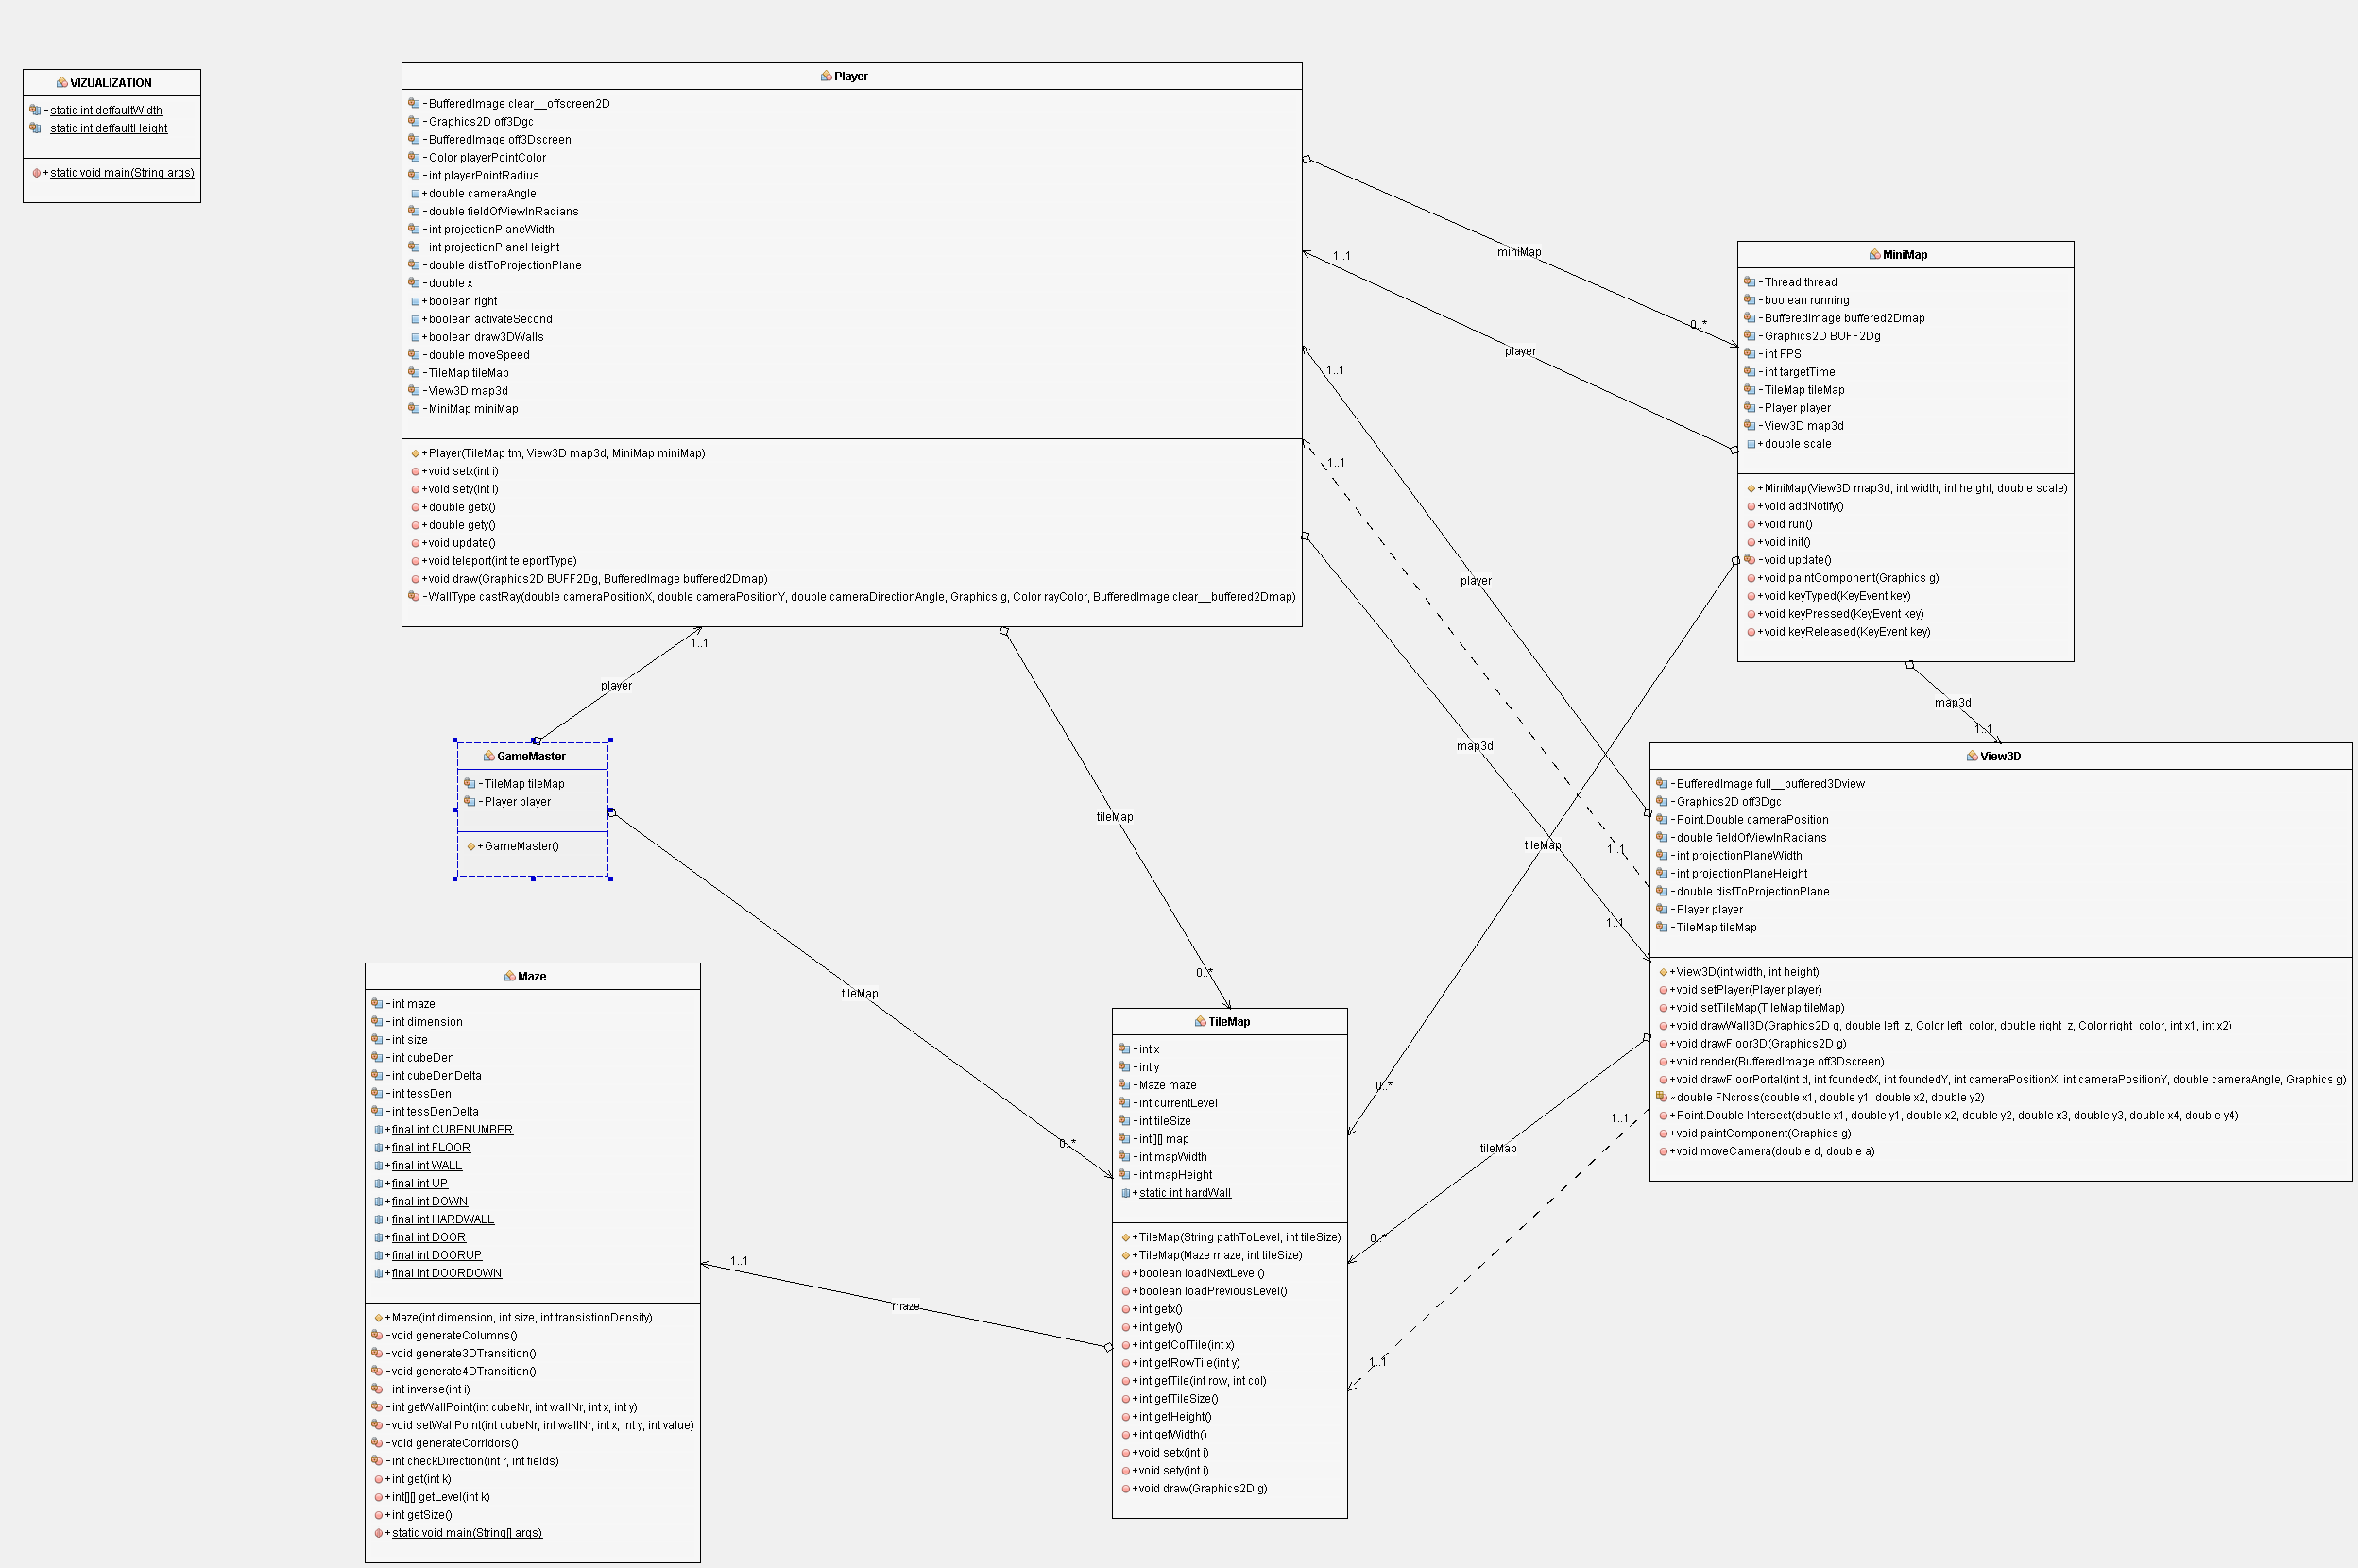 VIZUALIZATION
- static int deffaultWidth
- static int deffaultHeight
+ static void main(String args)
Player
- BufferedImage clear__offscreen2D
- Graphics2D off3Dgc
- BufferedImage off3Dscreen
- Color playerPointColor
- int playerPointRadius
+ double cameraAngle
- double fieldOfViewInRadians
- int projectionPlaneWidth
- int projectionPlaneHeight
- double distToProjectionPlane
- double x
+ boolean right
+ boolean activateSecond
+ boolean draw3DWalls
- double moveSpeed
- TileMap tileMap
- View3D map3d
- MiniMap miniMap
+ Player(TileMap tm, View3D map3d, MiniMap miniMap)
+ void setx(int i)
+ void sety(int i)
+ double getx()
+ double gety()
+ void update()
+ void teleport(int teleportType)
+ void draw(Graphics2D BUFF2Dg, BufferedImage buffered2Dmap)
- WallType castRay(double cameraPositionX, double cameraPositionY, double cameraDirectionAngle, Graphics g, Color rayColor, BufferedImage clear__buffered2Dmap)
miniMap
0..*
1..1
player
1..1
player
1..1
1..1
map3d
1..1
MiniMap
- Thread thread
- boolean running
- BufferedImage buffered2Dmap
- Graphics2D BUFF2Dg
- int FPS
- int targetTime
- TileMap tileMap
- Player player
- View3D map3d
+ double scale
+ MiniMap(View3D map3d, int width, int height, double scale)
+ void addNotify()
+ void run()
+ void init()
- void update()
+ void paintComponent(Graphics g)
+ void keyTyped(KeyEvent key)
+ void keyPressed(KeyEvent key)
+ void keyReleased(KeyEvent key)
map3d
1..1
1..1
player
GameMaster
- TileMap tileMap
- Player player
+ GameMaster()
tileMap
0..*
tileMap
0..*
tileMap
0..*
View3D
- BufferedImage full__buffered3Dview
- Graphics2D off3Dgc
- Point.Double cameraPosition
- double fieldOfViewInRadians
- int projectionPlaneWidth
- int projectionPlaneHeight
- double distToProjectionPlane
- Player player
- TileMap tileMap
+ View3D(int width, int height)
+ void setPlayer(Player player)
+ void setTileMap(TileMap tileMap)
+ void drawWall3D(Graphics2D g, double left_z, Color left_color, double right_z, Color right_color, int x1, int x2)
+ void drawFloor3D(Graphics2D g)
+ void render(BufferedImage off3Dscreen)
+ void drawFloorPortal(int d, int foundedX, int foundedY, int cameraPositionX, int cameraPositionY, double cameraAngle, Graphics g)
~ double FNcross(double x1, double y1, double x2, double y2)
+ Point.Double Intersect(double x1, double y1, double x2, double y2, double x3, double y3, double x4, double y4)
+ void paintComponent(Graphics g)
+ void moveCamera(double d, double a)
tileMap
0..*
1..1
1..1
Maze
- int maze
- int dimension
- int size
- int cubeDen
- int cubeDenDelta
- int tessDen
- int tessDenDelta
+ final int CUBENUMBER
+ final int FLOOR
+ final int WALL
+ final int UP
+ final int DOWN
+ final int HARDWALL
+ final int DOOR
+ final int DOORUP
+ final int DOORDOWN
+ Maze(int dimension, int size, int transistionDensity)
- void generateColumns()
- void generate3DTransition()
- void generate4DTransition()
- int inverse(int i)
- int getWallPoint(int cubeNr, int wallNr, int x, int y)
- void setWallPoint(int cubeNr, int wallNr, int x, int y, int value)
- void generateCorridors()
- int checkDirection(int r, int fields)
+ int get(int k)
+ int[][] getLevel(int k)
+ int getSize()
+ static void main(String[] args)
1..1
maze
TileMap
- int x
- int y
- Maze maze
- int currentLevel
- int tileSize
- int[][] map
- int mapWidth
- int mapHeight
+ static int hardWall
+ TileMap(String pathToLevel, int tileSize)
+ TileMap(Maze maze, int tileSize)
+ boolean loadNextLevel()
+ boolean loadPreviousLevel()
+ int getx()
+ int gety()
+ int getColTile(int x)
+ int getRowTile(int y)
+ int getTile(int row, int col)
+ int getTileSize()
+ int getHeight()
+ int getWidth()
+ void setx(int i)
+ void sety(int i)
+ void draw(Graphics2D g)